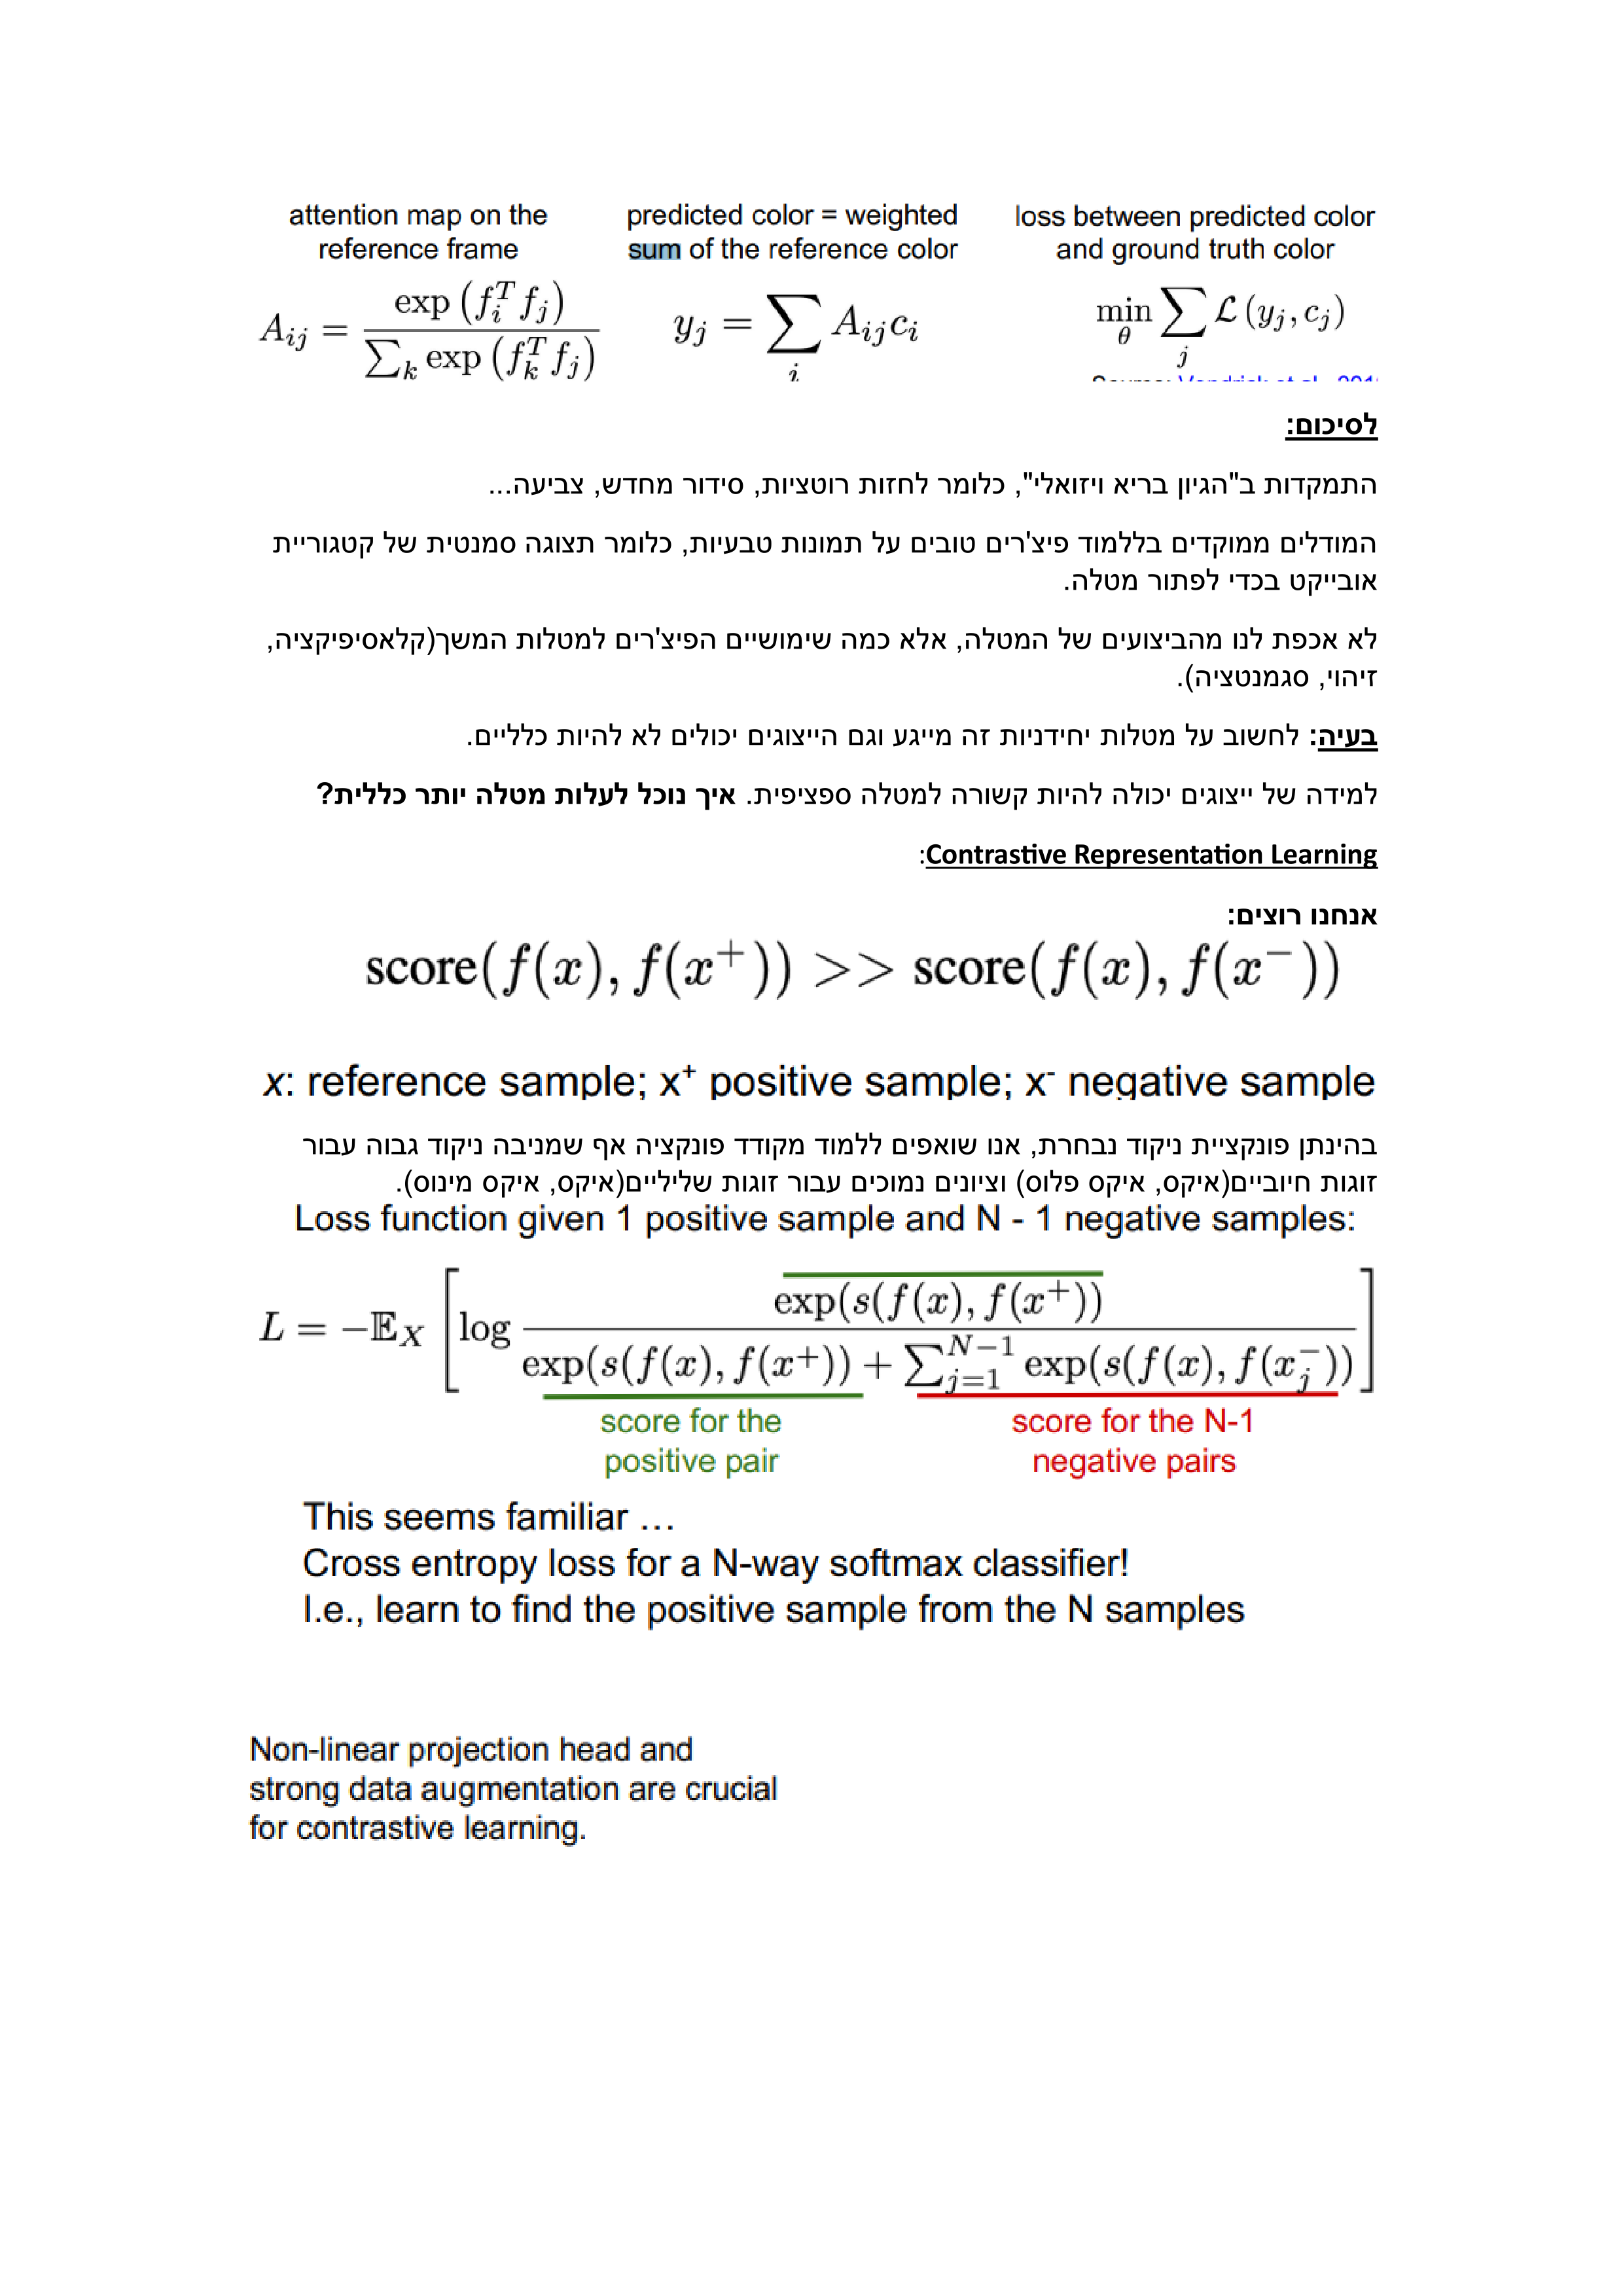 attention map on the reference frame
predicted color = weighted sum of the reference color
loss between predicted color and ground truth color
A_{ij} = \frac{\exp(f_i^T f_j)}{\sum_k \exp(f_k^T f_j)}
y_j = \sum_i A_{ij} c_i
\min_\theta \sum_j \mathcal{L}(y_j, c_j)
לסיכום:
התמקדות ב"הגיון בריא ויזואלי", כלומר לחזות רוטציות, סידור מחדש, צביעה...
המודלים ממוקדים בללמוד פיצ'רים טובים על תמונות טבעיות, כלומר תצוגה סמנטית של קטגוריית
אובייקט בכדי לפתור מטלה.
לא אכפת לנו מהביצועים של המטלה, אלא כמה שימושיים הפיצ'רים למטלות המשך(קלאסיפיקציה,
זיהוי, סגמנטציה).
בעיה: לחשוב על מטלות יחידניות זה מייגע וגם הייצוגים יכולים לא להיות כלליים.
למידה של ייצוגים יכולה להיות קשורה למטלה ספציפית. איך נוכל לעלות מטלה יותר כללית?
Contrastive Representation Learning:
אנחנו רוצים:
score(f(x), f(x^+)) >> score(f(x), f(x^-))
x: reference sample; x^+ positive sample; x^- negative sample
בהינתן פונקציית ניקוד נבחרת, אנו שואפים ללמוד מקודד פונקציה אף שמניבה ניקוד גבוה עבור
זוגות חיוביים(איקס, איקס פלוס) וציונים נמוכים עבור זוגות שליליים(איקס, איקס מינוס).
Loss function given 1 positive sample and N - 1 negative samples:
L = -\mathbb{E}_X \left[ \log \frac{\exp(s(f(x), f(x^+))}{\exp(s(f(x), f(x^+)) + \sum_{j=1}^{N-1} \exp(s(f(x), f(x_j^-))} \right]
score for the positive pair
score for the N-1 negative pairs
This seems familiar …
Cross entropy loss for a N-way softmax classifier!
I.e., learn to find the positive sample from the N samples
Non-linear projection head and
strong data augmentation are crucial
for contrastive learning.